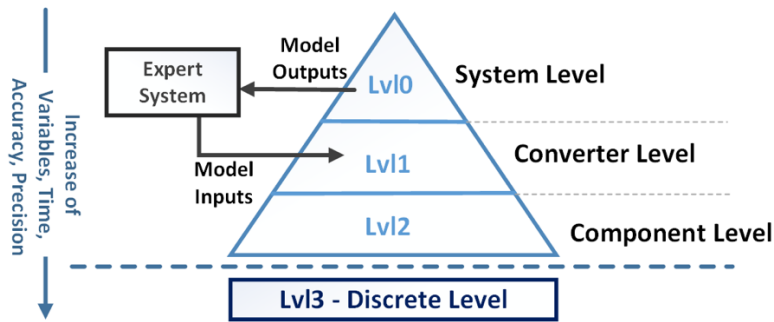 Model
Outputs
Expert
System
Lvl0
System Level
Increase of
Variables, Time,
Accuracy, Precision
Model
Inputs
Lvl1
Converter Level
Lvl2
Component Level
Lvl3 - Discrete Level